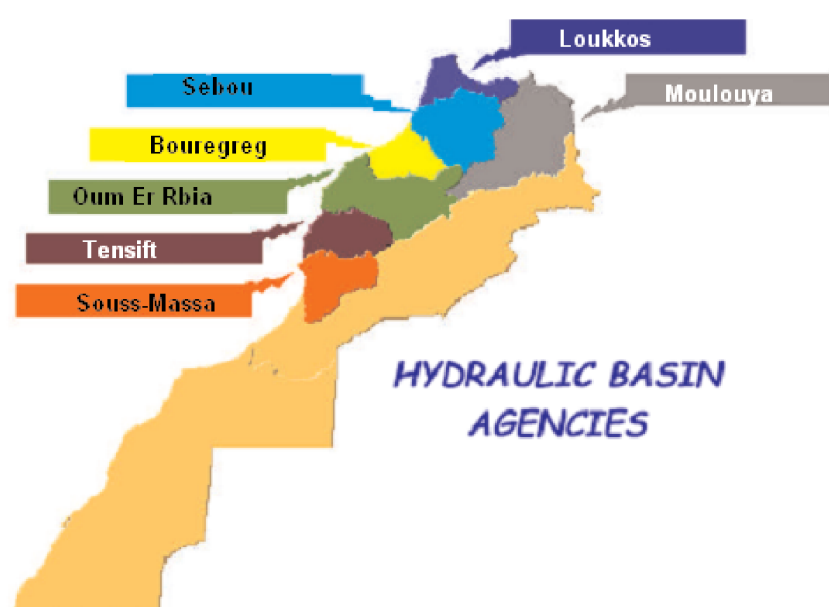 Loukkos
Sebou
Moulouya
Bouregreg
Oum Er Rbia
Tensift
Souss-Massa
HYDRAULIC BASIN
AGENCIES